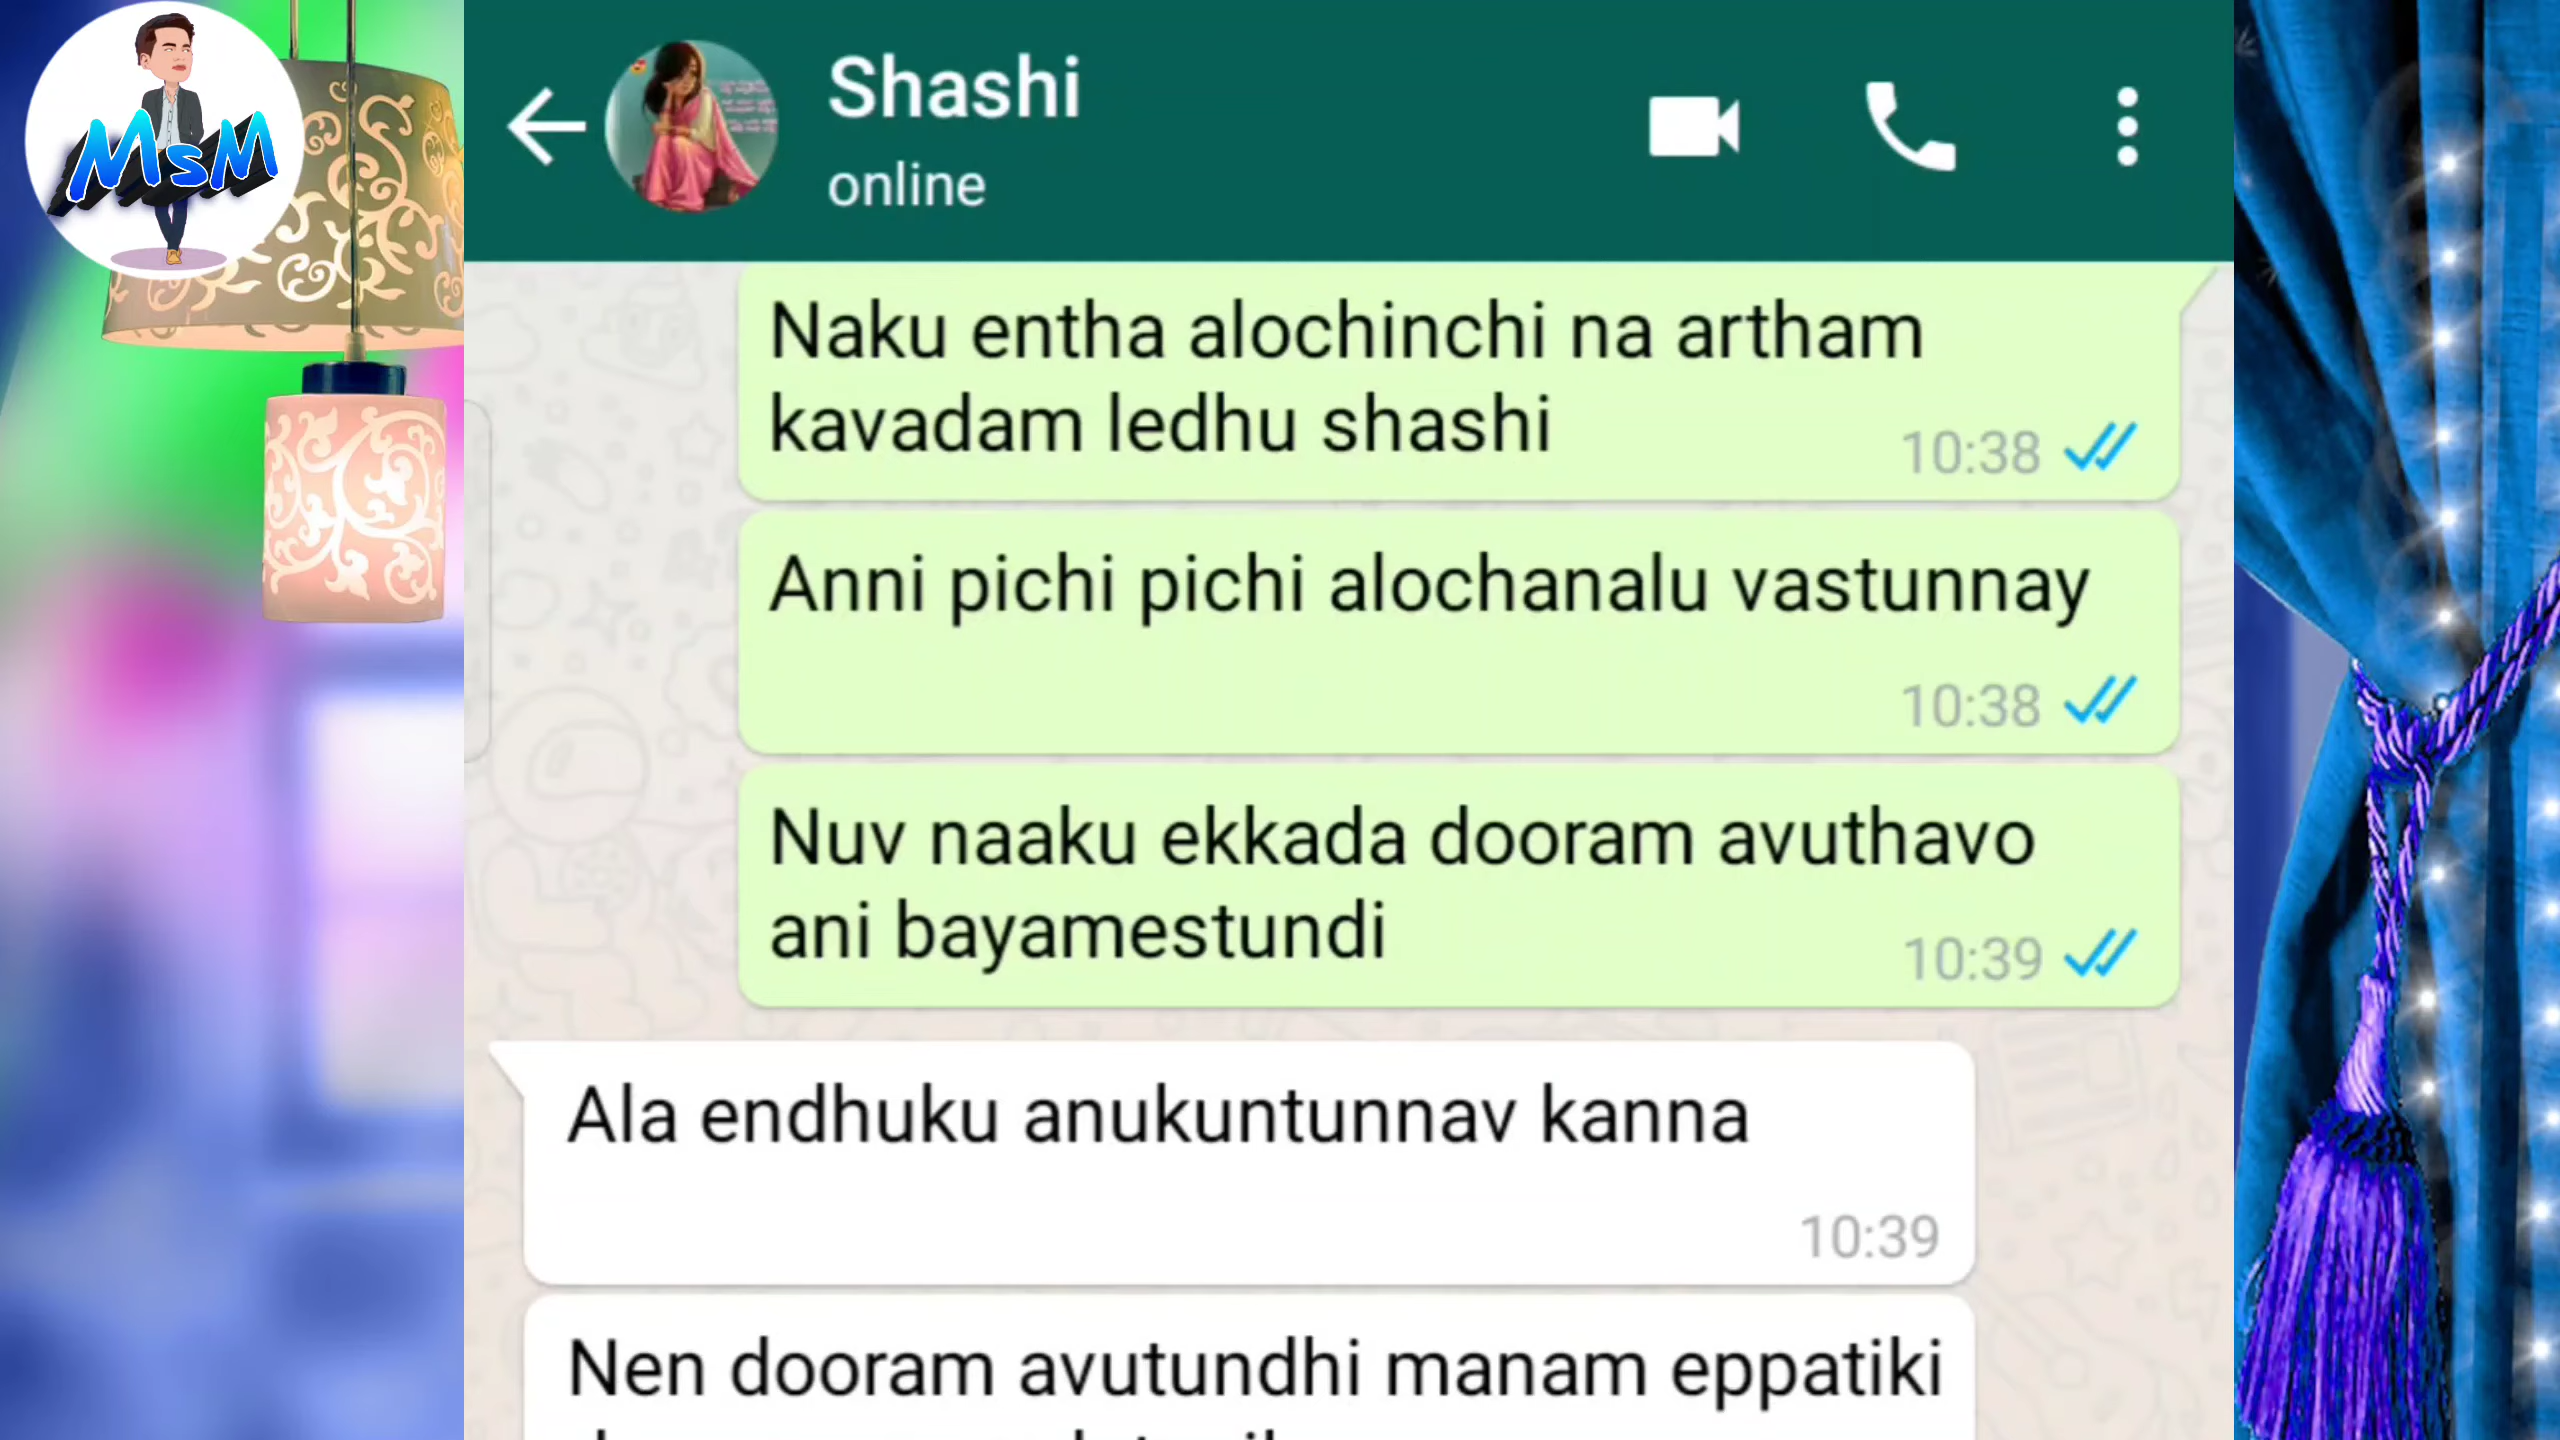 MsM
Shashi
online
Naku entha alochinchi na artham
kavadam ledhu shashi
10:38
Anni pichi pichi alochanalu vastunnay
10:38
Nuv naaku ekkada dooram avuthavo
ani bayamestundi
10:39
Ala endhuku anukuntunnav kanna
10:39
Nen dooram avutundhi manam eppatiki